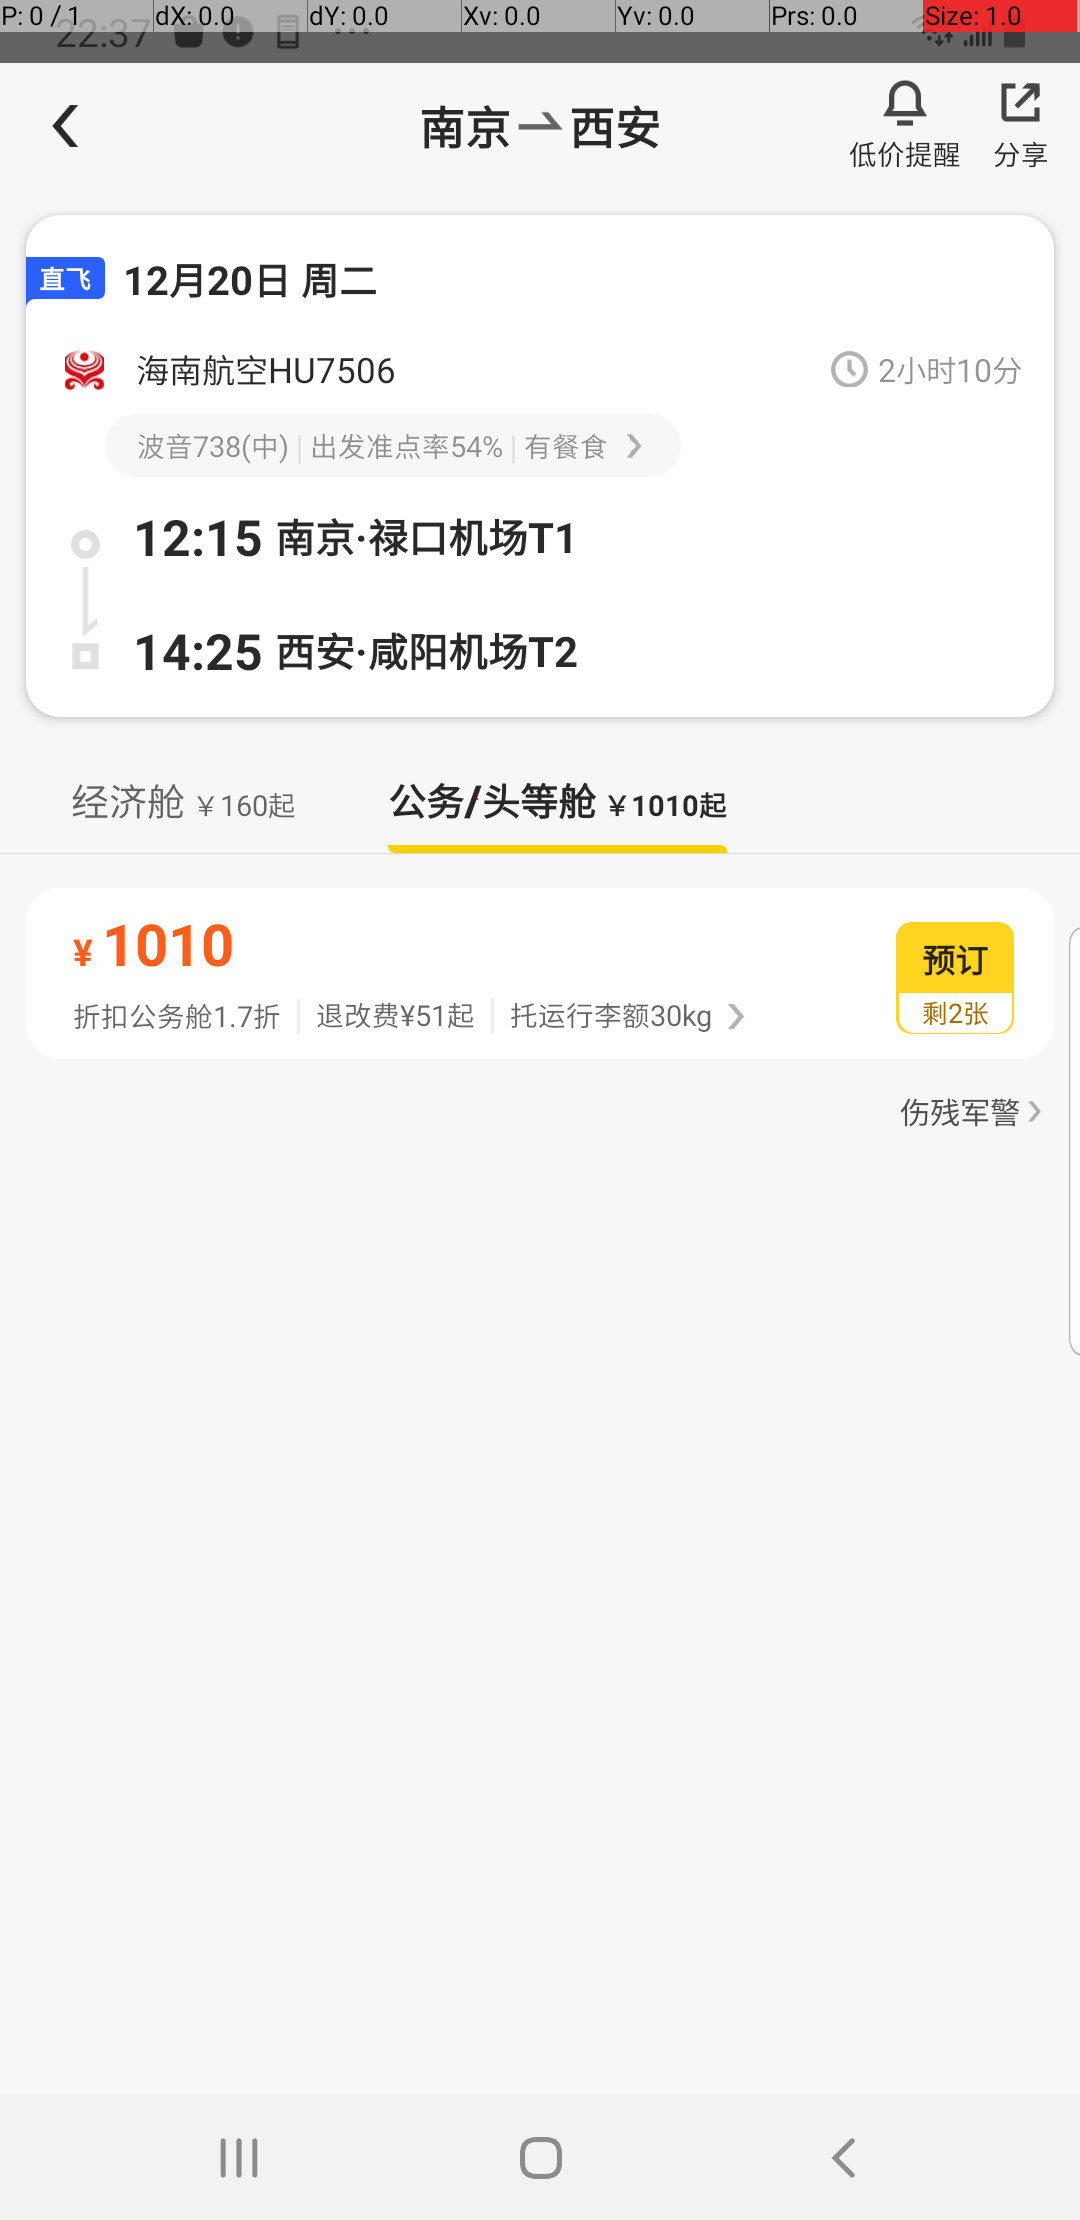 P: 0 / 1 dX: 0.0 dY: 0.0 Xv: 0.0 Yv: 0.0 Prs: 0.0 Size: 1.0
22:37
南京 西安
低价提醒 分享
直飞 12月20日 周二
海南航空HU7506 2小时10分
波音738(中) 出发准点率54% 有餐食
12:15 南京·禄口机场T1
14:25 西安·咸阳机场T2
经济舱 ¥160起 公务/头等舱 ¥1010起
¥1010 预订
折扣公务舱1.7折 退改费¥51起 托运行李额30kg 剩2张
伤残军警